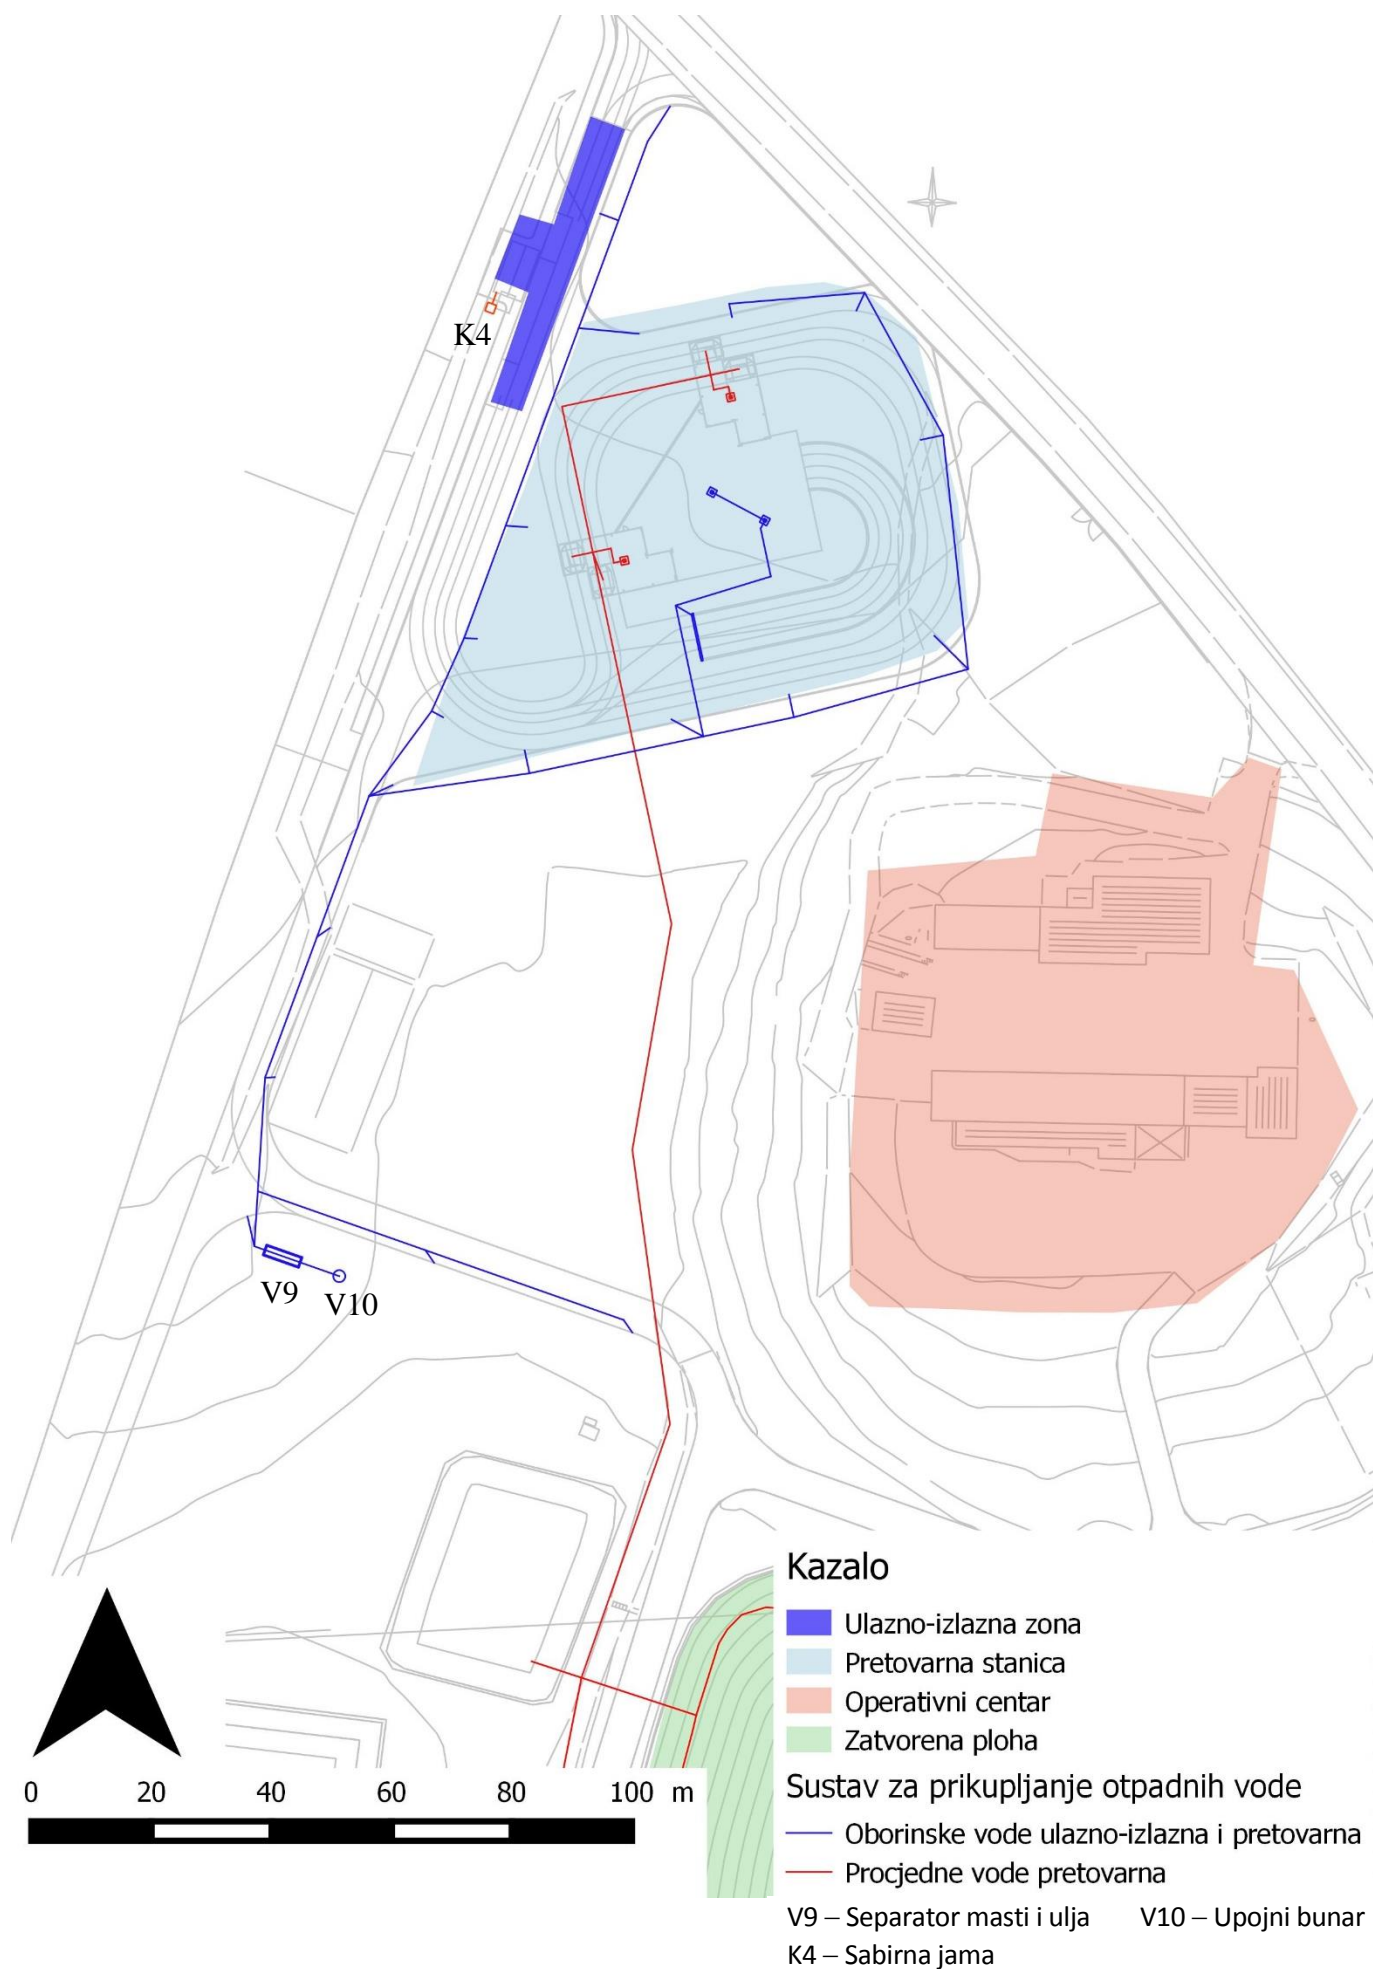 K4
V9
V10
Kazalo
Ulazno-izlazna zona
Pretovarna stanica
Operativni centar
Zatvorena ploha
Sustav za prikupljanje otpadnih vode
Oborinske vode ulazno-izlazna i pretovarna
Procjedne vode pretovarna
V9 – Separator masti i ulja V10 – Upojni bunar
K4 – Sabirna jama
0 20 40 60 80 100 m